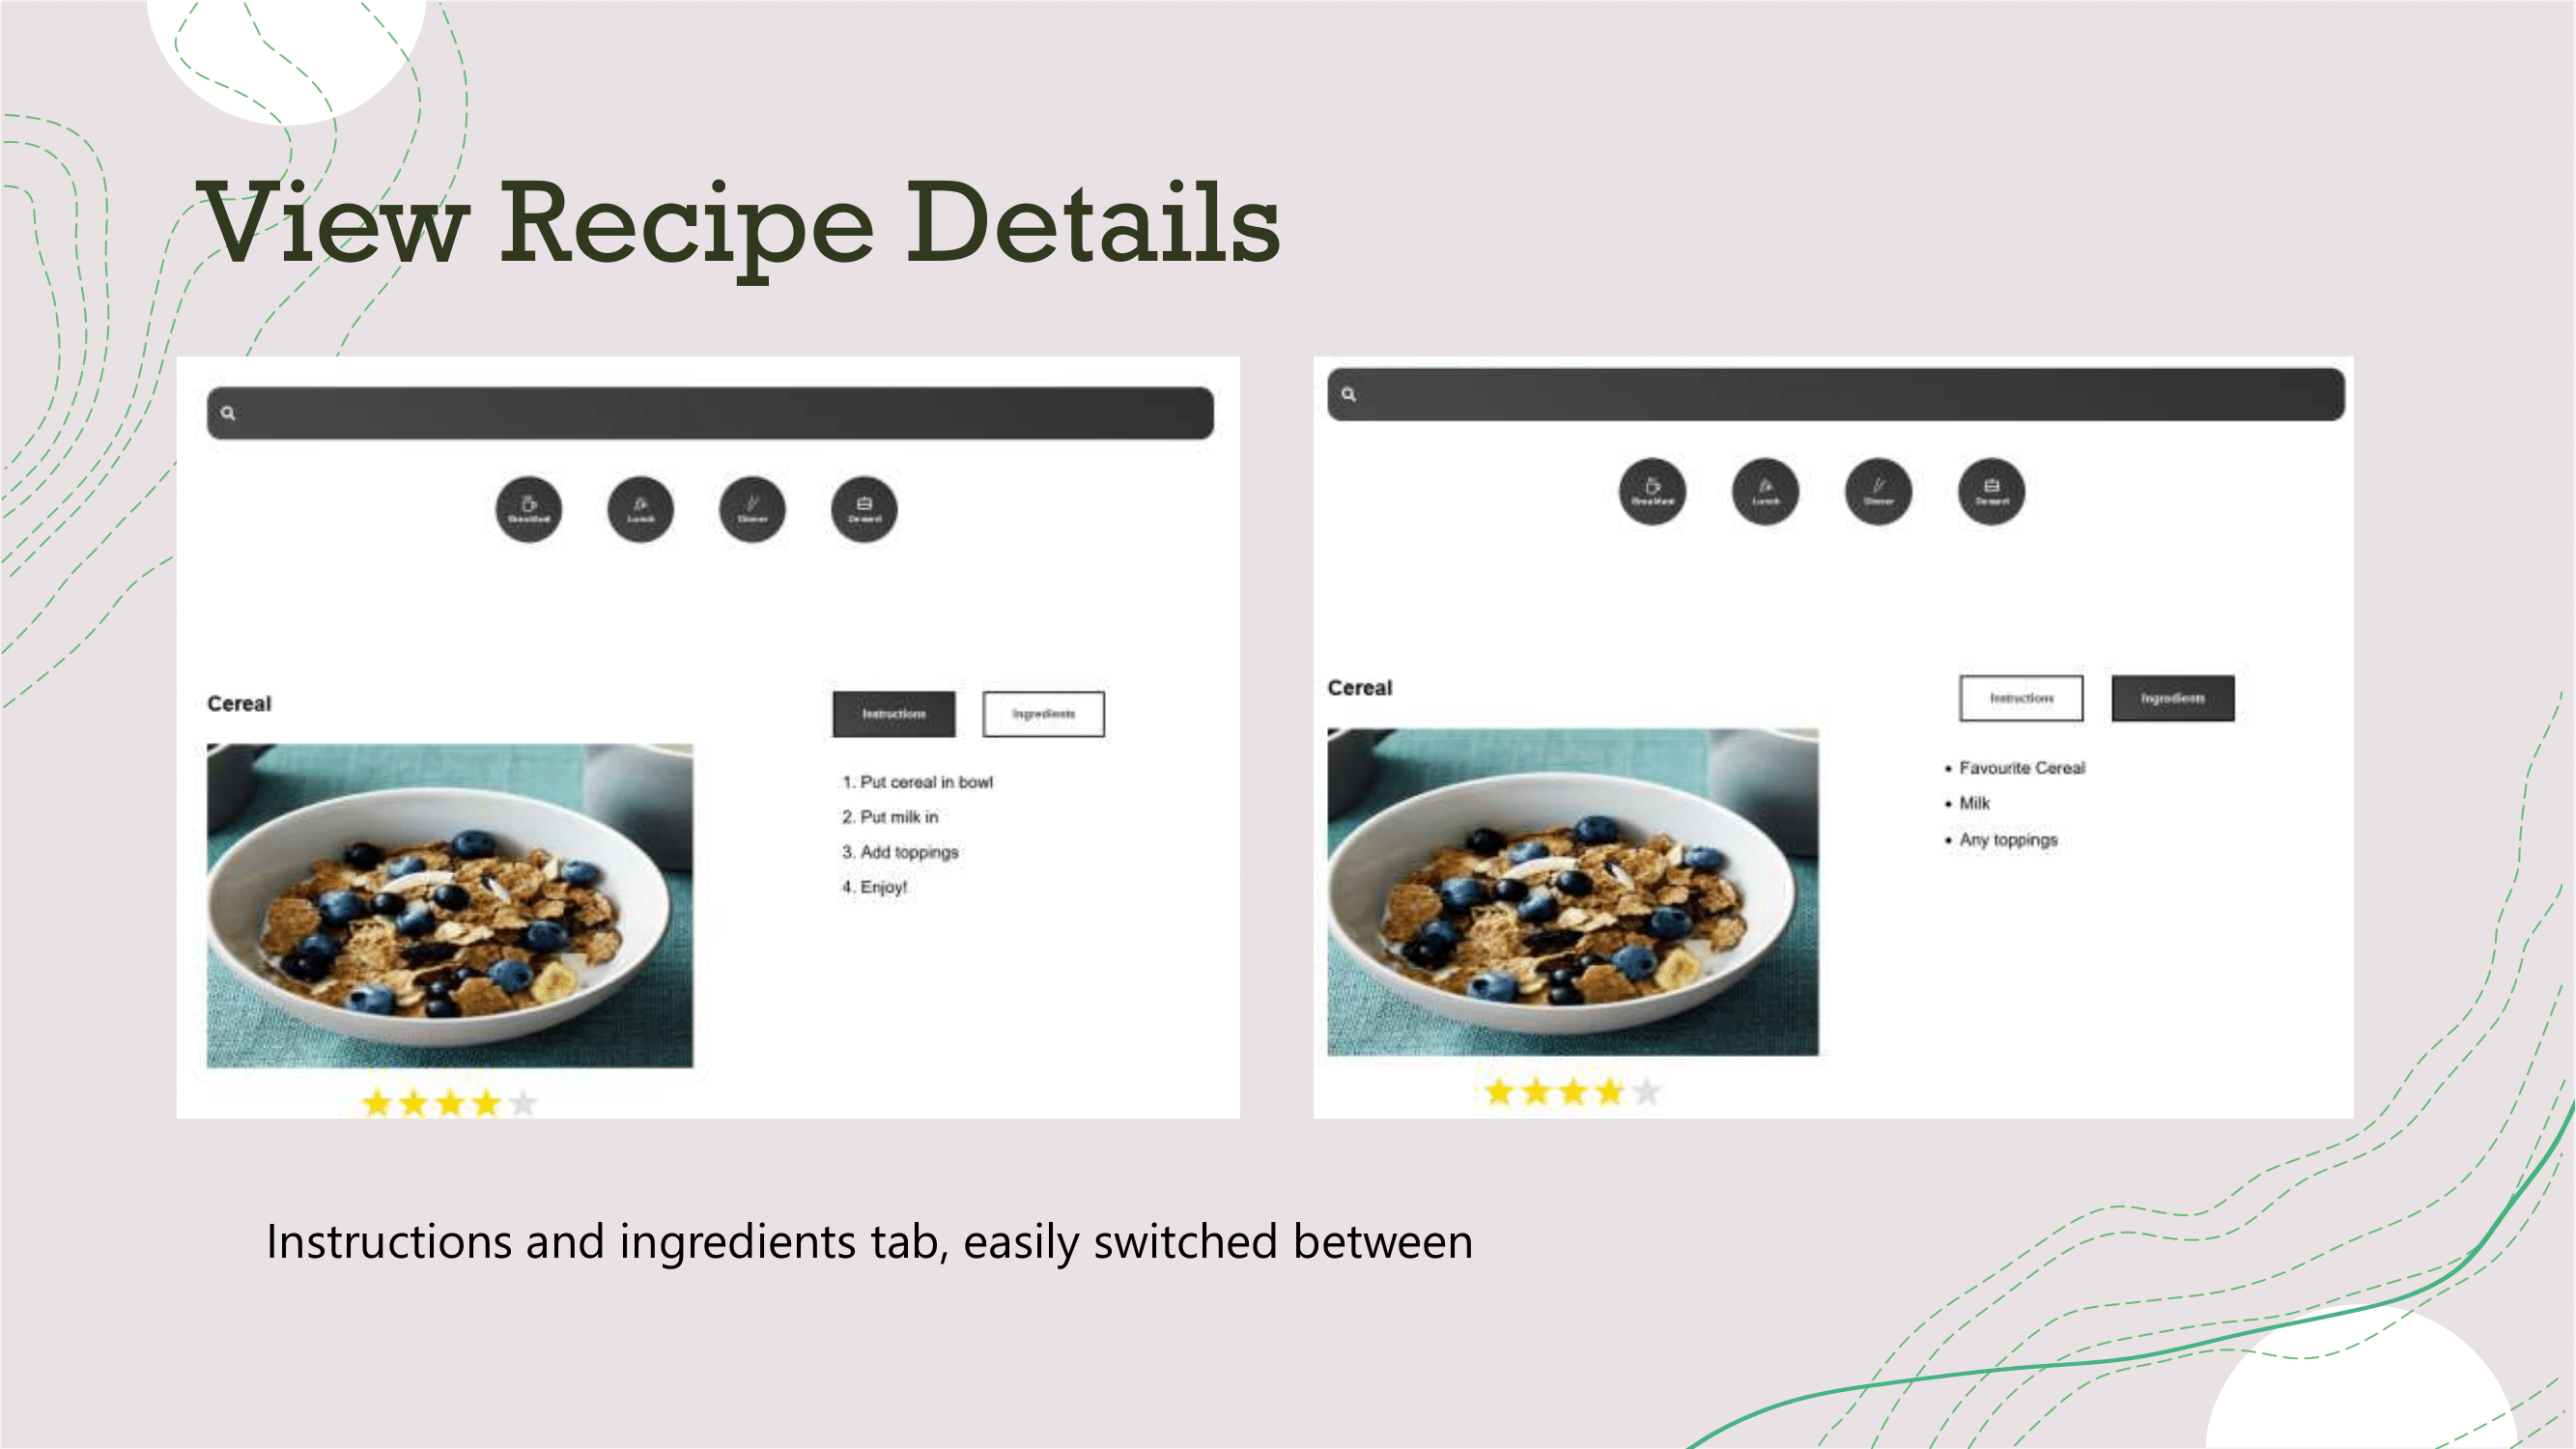 View Recipe Details
Breakfast Lunch Dinner Dessert
Cereal
Instructions Ingredients
1. Put cereal in bowl
2. Put milk in
3. Add toppings
4. Enjoy!
Breakfast Lunch Dinner Dessert
Cereal
Instructions Ingredients
• Favourite Cereal
• Milk
• Any toppings
Instructions and ingredients tab, easily switched between